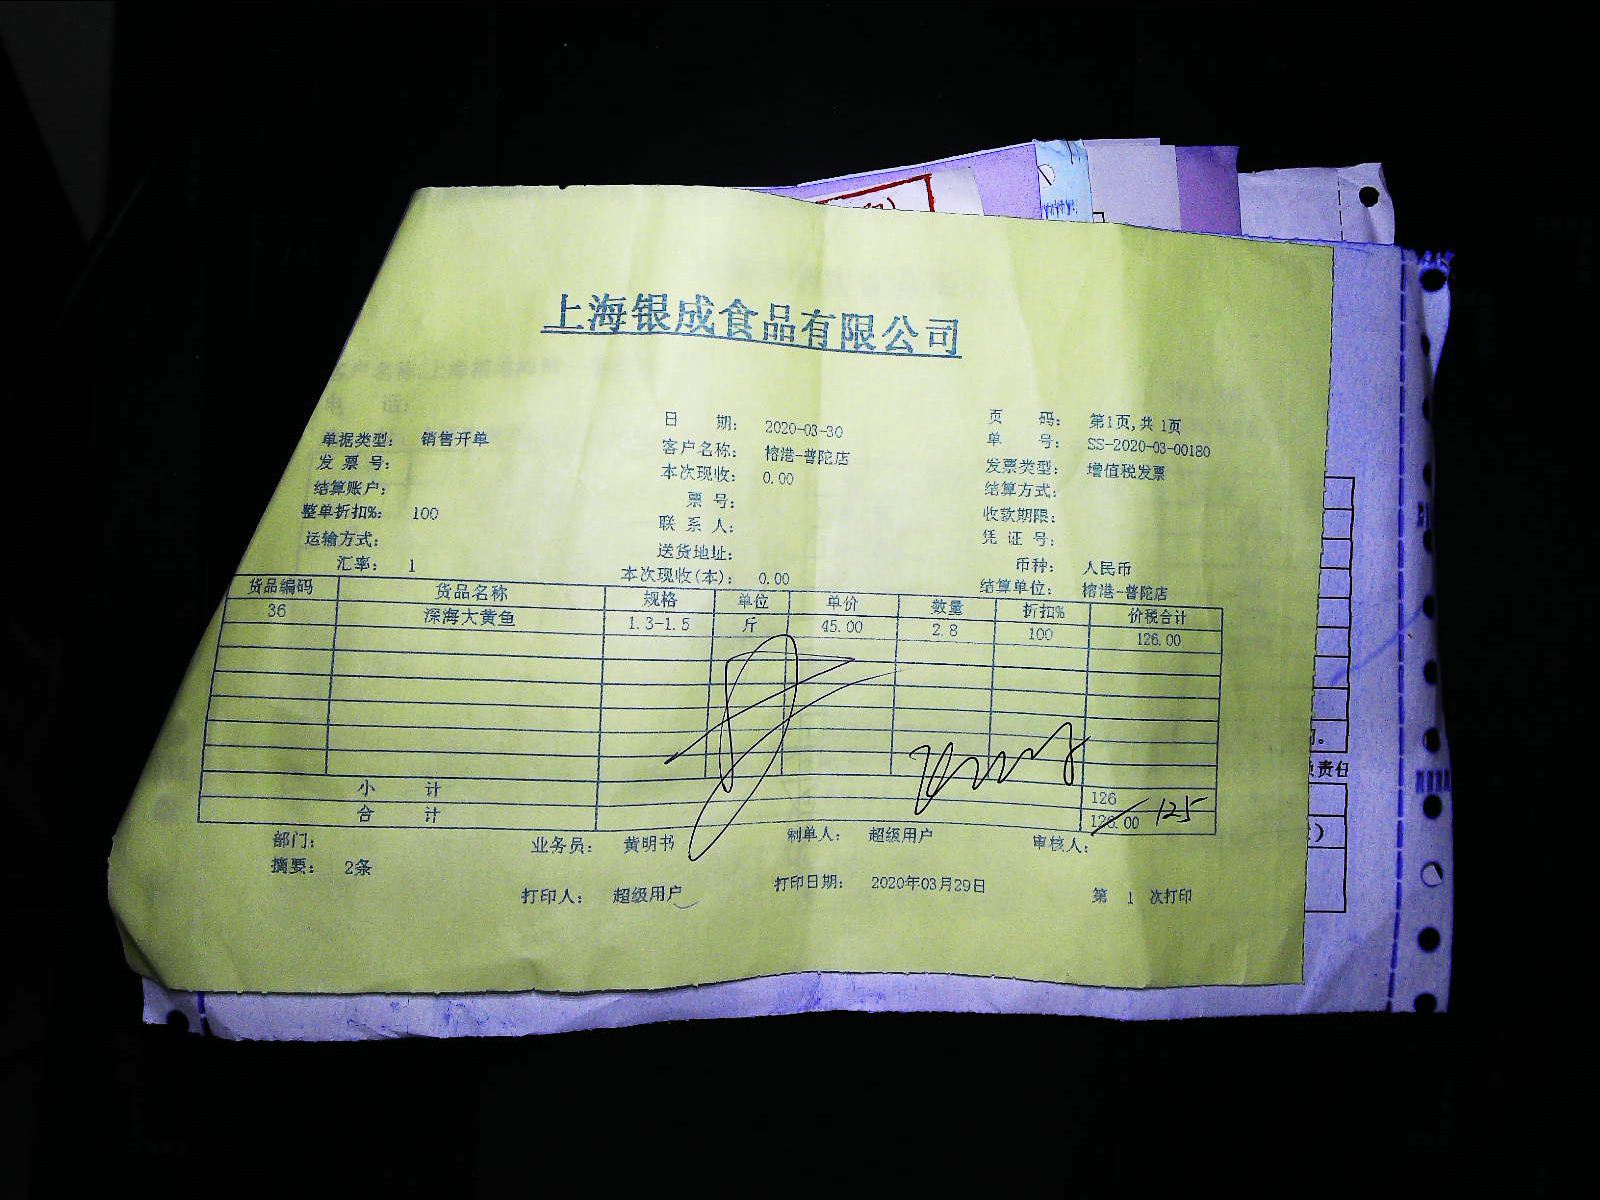 上海银成食品有限公司
日 期: 2020-03-30 页 码: 第1页,共 1页
单据类型: 销售开单 客户名称: 榕港-普陀店 单 号: SS-2020-03-00180
发 票 号: 本次现收: 0.00 发票类型: 增值税发票
结算账户: 票 号: 结算方式:
整单折扣%: 100 联 系 人: 收款期限:
运输方式: 送货地址: 凭 证 号:
汇率: 1 本次现收(本): 0.00 币种: 人民币
结算单位: 榕港-普陀店
货品编码 货品名称 规格 单位 单价 数量 折扣% 价税合计
36 深海大黄鱼 1.3-1.5 斤 45.00 2.8 100 126.00
小 计 126
合 计 126.00 125
部门: 业务员: 黄明书 制单人: 超级用户 审核人:
摘要: 2条
打印人: 超级用户 打印日期: 2020年03月29日 第 1 次打印
责任